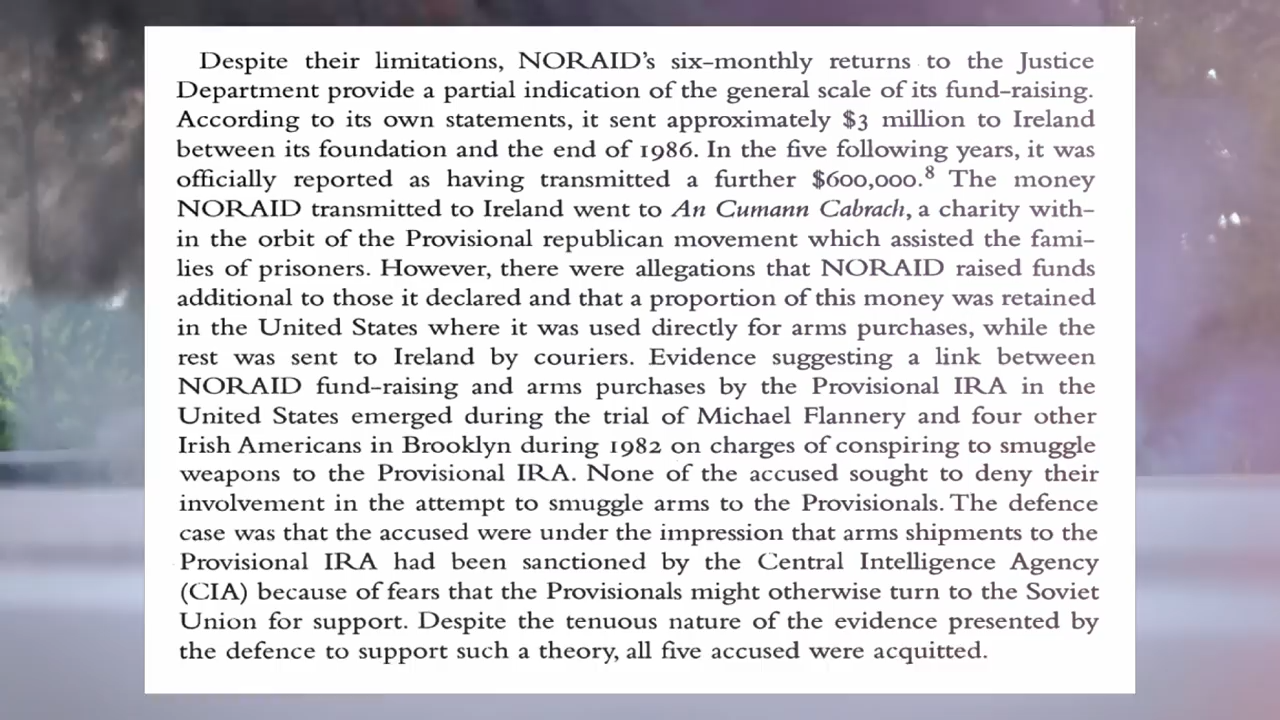 Despite their limitations, NORAID's six-monthly returns to the Justice
Department provide a partial indication of the general scale of its fund-raising.
According to its own statements, it sent approximately $3 million to Ireland
between its foundation and the end of 1986. In the five following years, it was
officially reported as having transmitted a further $600,000.8 The money
NORAID transmitted to Ireland went to An Cumann Cabrach, a charity with-
in the orbit of the Provisional republican movement which assisted the fami-
lies of prisoners. However, there were allegations that NORAID raised funds
additional to those it declared and that a proportion of this money was retained
in the United States where it was used directly for arms purchases, while the
rest was sent to Ireland by couriers. Evidence suggesting a link between
NORAID fund-raising and arms purchases by the Provisional IRA in the
United States emerged during the trial of Michael Flannery and four other
Irish Americans in Brooklyn during 1982 on charges of conspiring to smuggle
weapons to the Provisional IRA. None of the accused sought to deny their
involvement in the attempt to smuggle arms to the Provisionals. The defence
case was that the accused were under the impression that arms shipments to the
Provisional IRA had been sanctioned by the Central Intelligence Agency
(CIA) because of fears that the Provisionals might otherwise turn to the Soviet
Union for support. Despite the tenuous nature of the evidence presented by
the defence to support such a theory, all five accused were acquitted.